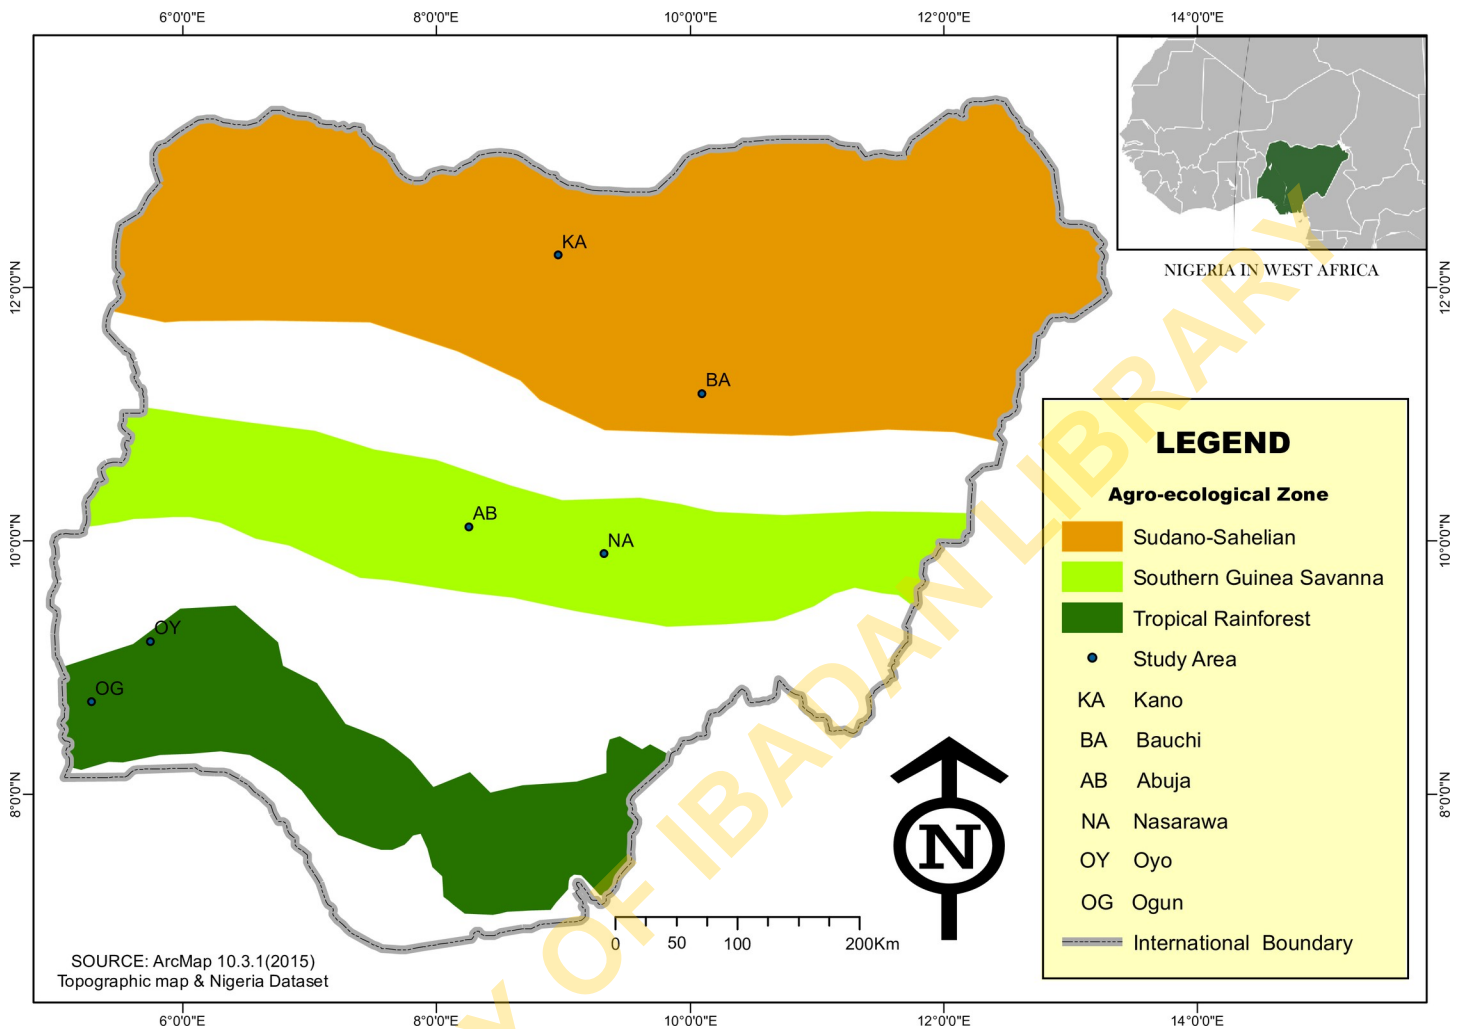 6°0'0"E 8°0'0"E 10°0'0"E 12°0'0"E 14°0'0"E
NIGERIA IN WEST AFRICA
KA
12°0'0"N 12°0'0"N
BA
LEGEND
Agro-ecological Zone
Sudano-Sahelian
Southern Guinea Savanna
Tropical Rainforest
Study Area
KA Kano
BA Bauchi
AB Abuja
NA Nasarawa
OY Oyo
OG Ogun
International Boundary
AB
NA
10°0'0"N 10°0'0"N
OY
OG
8°0'0"N 8°0'0"N
N
0 50 100 200Km
SOURCE: ArcMap 10.3.1(2015)
Topographic map & Nigeria Dataset
6°0'0"E 8°0'0"E 10°0'0"E 12°0'0"E 14°0'0"E
Y OF IBADAN LIBRARY